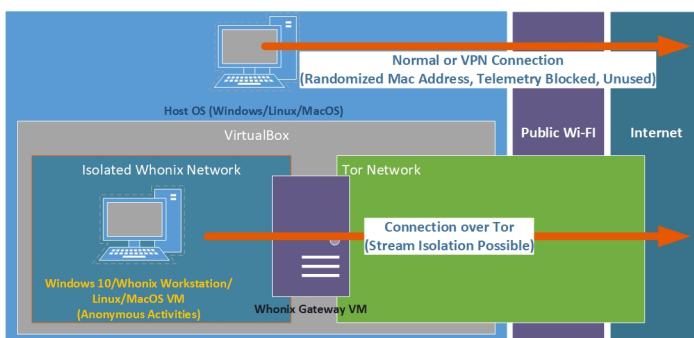 Normal or VPN Connection
(Randomized Mac Address, Telemetry Blocked, Unused)
Host OS (Windows/Linux/MacOS)
VirtualBox
Public Wi-FI
Internet
Isolated Whonix Network
Tor Network
Connection over Tor
(Stream Isolation Possible)
Windows 10/Whonix Workstation/
Linux/MacOS VM
(Anonymous Activities)
Whonix Gateway VM